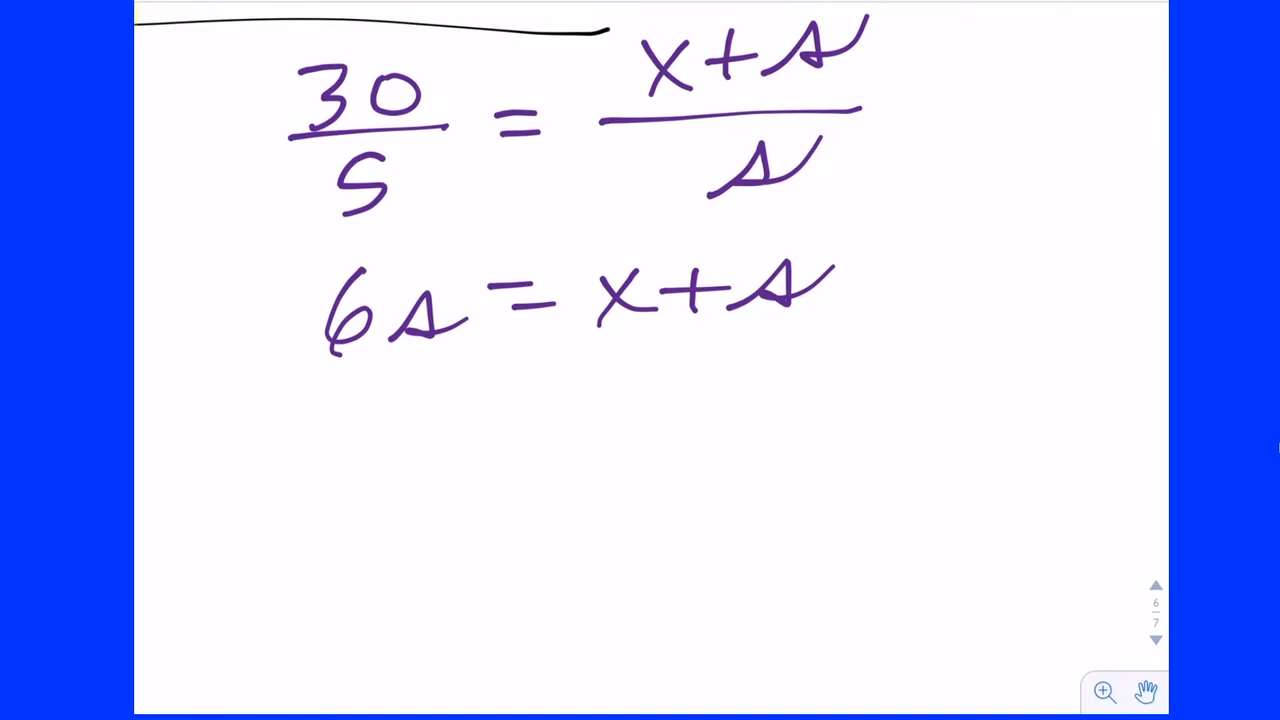 30/5 = x+s/s
6s = x+s
6
7